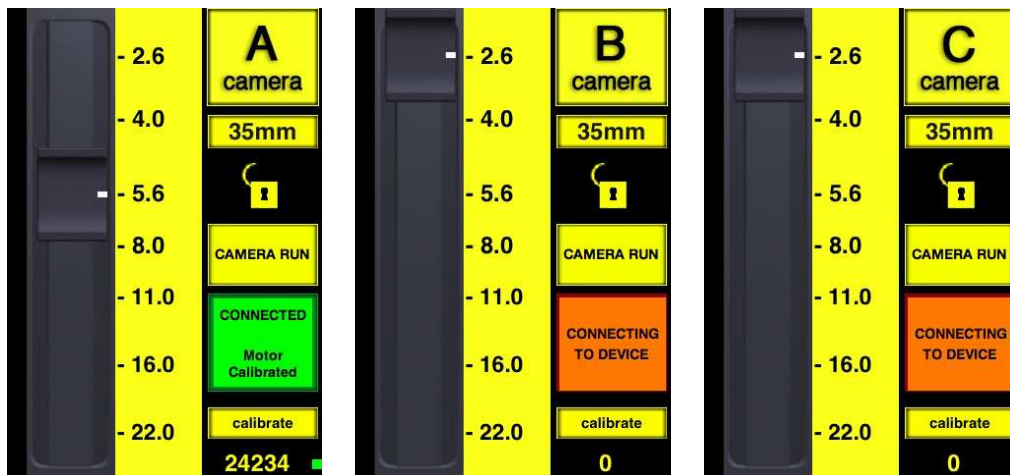 - 2.6
- 4.0
- 5.6
- 8.0
- 11.0
- 16.0
- 22.0
A
camera
35mm
CAMERA RUN
CONNECTED
Motor
Calibrated
calibrate
24234
- 2.6
- 4.0
- 5.6
- 8.0
- 11.0
- 16.0
- 22.0
B
camera
35mm
CAMERA RUN
CONNECTING
TO DEVICE
calibrate
0
- 2.6
- 4.0
- 5.6
- 8.0
- 11.0
- 16.0
- 22.0
C
camera
35mm
CAMERA RUN
CONNECTING
TO DEVICE
calibrate
0